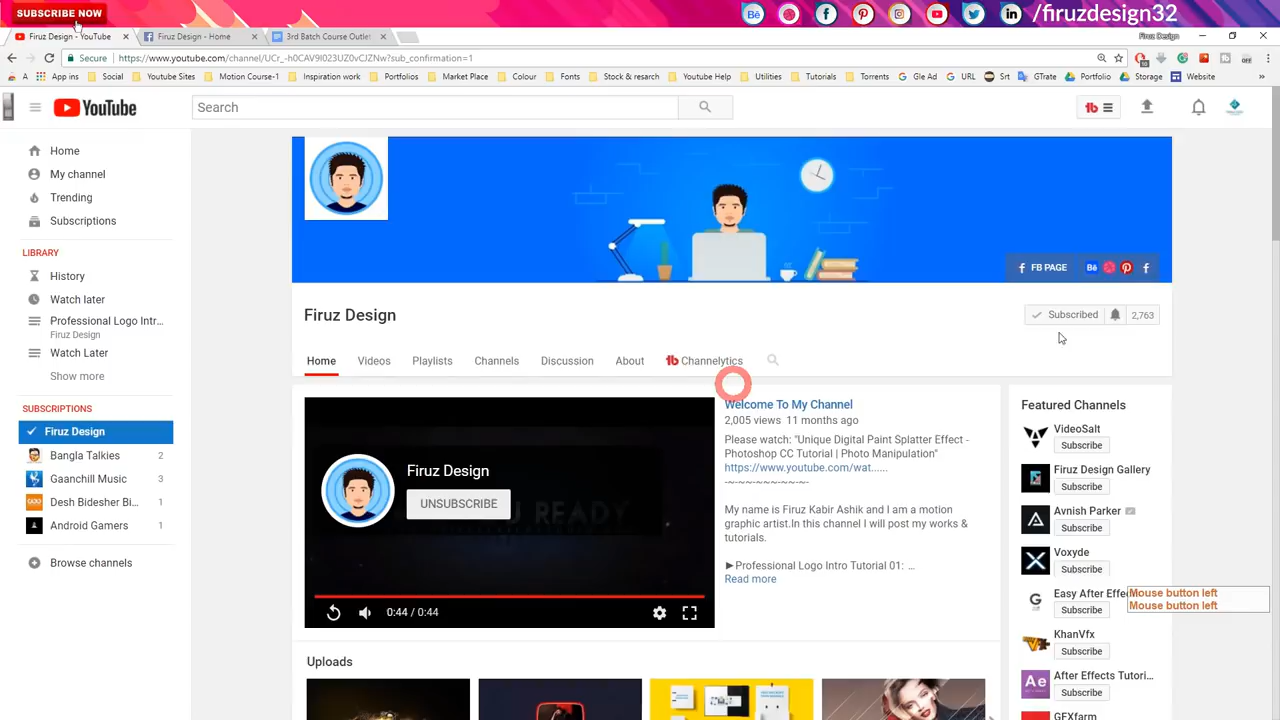 SUBSCRIBE NOW
/firuzdesign32
Firuz Design - YouTube
Firuz Design - Home
3rd Batch Course Outlet
Firuz Design
Secure
https://www.youtube.com/channel/UCr_-h0CAV9I023UZ0vCJZNw?sub_confirmation=1
A
App ins
Social
Youtube Sites
Motion Course-1
Inspiration work
Portfolios
Market Place
Colour
Fonts
Stock & resarch
Youtube Help
Utilities
Tutorials
Torrents
Gle Ad
URL
Srt
GTrate
Portfolio
Storage
Website
YouTube
Search
Home
My channel
Trending
Subscriptions
LIBRARY
History
Watch later
Professional Logo Intr...
Firuz Design
Watch Later
Show more
SUBSCRIPTIONS
Firuz Design
Bangla Talkies 2
Gaanchill Music 3
Desh Bidesher Bi... 1
Android Gamers 1
Browse channels
FB PAGE
Firuz Design
Subscribed 2,763
Home
Videos
Playlists
Channels
Discussion
About
Channelytics
Firuz Design
UNSUBSCRIBE
U READY
0:44 / 0:44
Welcome To My Channel
2,005 views 11 months ago
Please watch: "Unique Digital Paint Splatter Effect -
Photoshop CC Tutorial | Photo Manipulation"
https://www.youtube.com/wat......
-~-~~-~~~-~~-~-
My name is Firuz Kabir Ashik and I am a motion
graphic artist.In this channel I will post my works &
tutorials.
►Professional Logo Intro Tutorial 01: ...
Read more
Featured Channels
VideoSalt
Subscribe
Firuz Design Gallery
Subscribe
Avnish Parker
Subscribe
Voxyde
Subscribe
Easy After Effe
Subscribe
KhanVfx
Subscribe
After Effects Tutori...
Subscribe
GFXfarm
Mouse button left
Mouse button left
Uploads